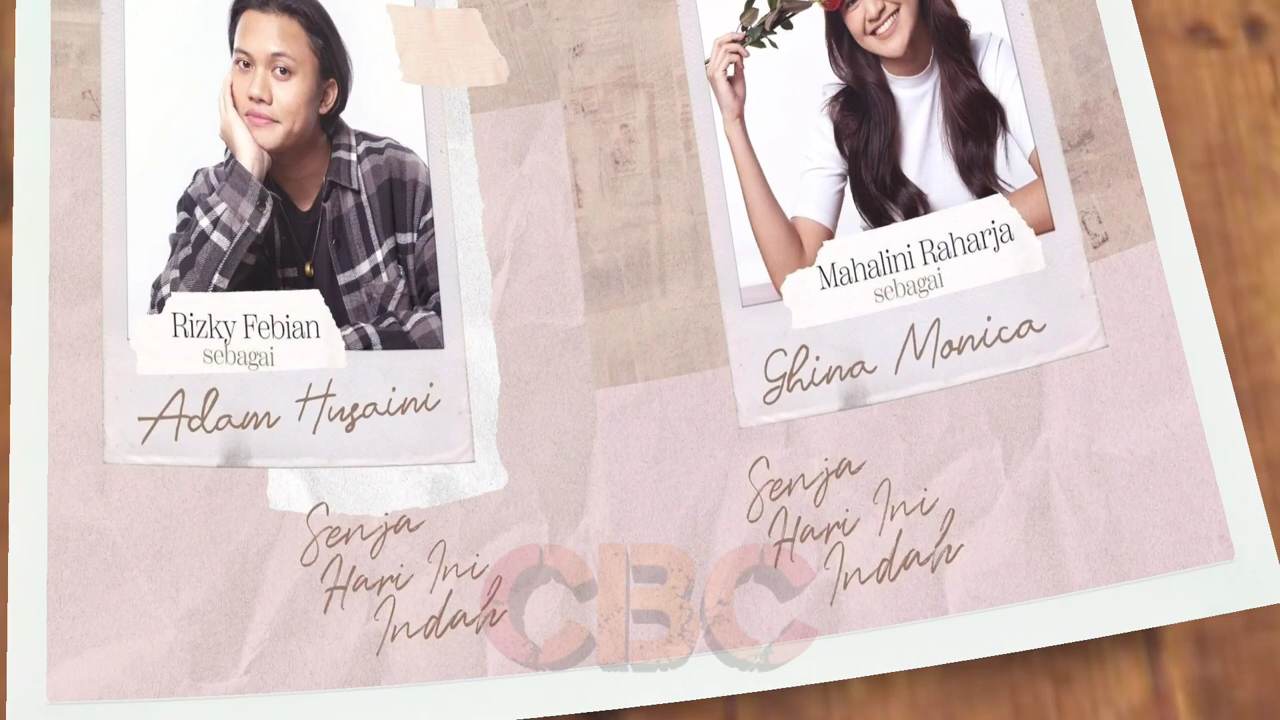 Rizky Febian
sebagai
Adam Husaini
Senja
Hari Ini
Indah
Mahalini Raharja
sebagai
Ghina Monica
Senja
Hari Ini
Indah
CBC